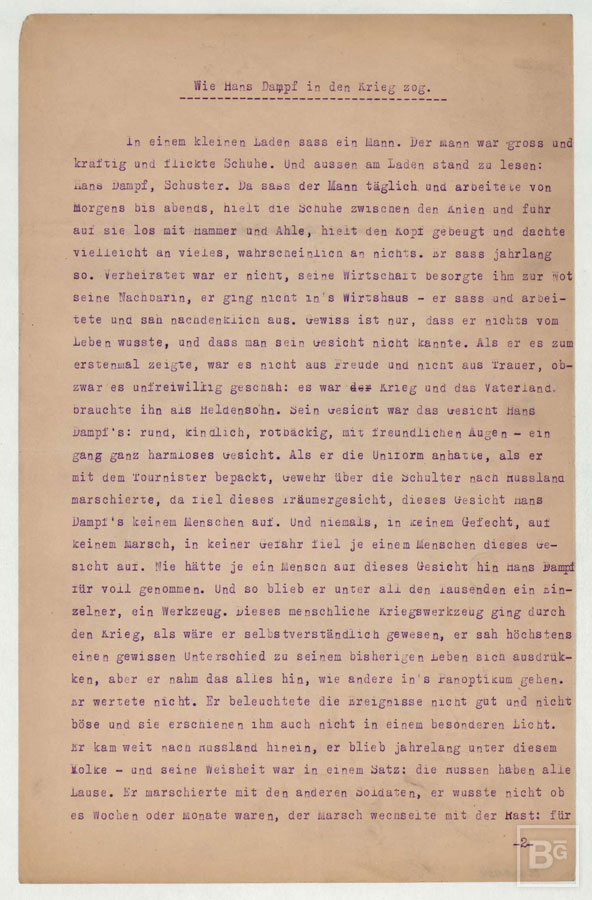 Wie Hans Dampf in den Krieg zog.
In einem kleinen Laden sass ein Mann. Der Mann war gross und
kräftig und flickte Schuhe. Und aussen am Laden stand zu lesen:
Hans Dampf, Schuster. Da sass der Mann täglich und arbeitete von
Morgens bis abends, hielt die Schuhe zwischen den Knien und fuhr
auf sie los mit Hammer und Ahle, hielt den Kopf gebeugt und dachte
vielleicht an vieles, wahrscheinlich an nichts. Er sass jahrlang
so. Verheiratet war er nicht, seine Wirtschaft besorgte ihm zur Not
seine Nachbarin, er ging nicht in's Wirtshaus - er sass und arbei-
tete und sah nachdenklich aus. Gewiss ist nur, dass er nichts vom
Leben wusste, und dass man sein Gesicht nicht kannte. Als er es zum
erstenmal zeigte, war es nicht aus Freude und nicht aus Trauer, ob-
zwar es unfreiwillig geschah: es war der Krieg und das Vaterland.
brauchte ihn als Heldensohn. Sein Gesicht war das Gesicht Hans
Dampf's: rund, kindlich, rotbäckig, mit freundlichen Augen - ein
gang ganz harmloses Gesicht. Als er die Uniform anhatte, als er
mit dem Tournister bepackt, Gewehr über die Schulter nach Russland
marschierte, da fiel dieses Träumergesicht, dieses Gesicht Hans
Dampf's keinem Menschen auf. Und niemals, in keinem Gefecht, auf
keinem Marsch, in keiner Gefahr fiel je einem Menschen dieses Ge-
sicht auf. Nie hätte je ein Mensch auf dieses Gesicht hin Hans Dampf
für voll genommen. Und so blieb er unter all den Tausenden ein Ein-
zelner, ein Werkzeug. Dieses menschliche Kriegswerkzeug ging durch
den Krieg, als wäre er selbstverständlich gewesen, er sah höchstens
einen gewissen Unterschied zu seinem bisherigen Leben sich ausdrük-
ken, aber er nahm das alles hin, wie andere in's Panoptikum gehen.
Er wertete nicht. Er beleuchtete die Ereignisse nicht gut und nicht
böse und sie erschienen ihm auch nicht in einem besonderen Licht.
Er kam weit nach Russland hinein, er blieb jahrelang unter diesem
Wolke - und seine Weisheit war in einem Satz: die Russen haben alle
Läuse. Er marschierte mit den anderen Soldaten, er wusste nicht ob
es Wochen oder Monate waren, der Marsch wechselte mit der Rast: für
-2-
BG